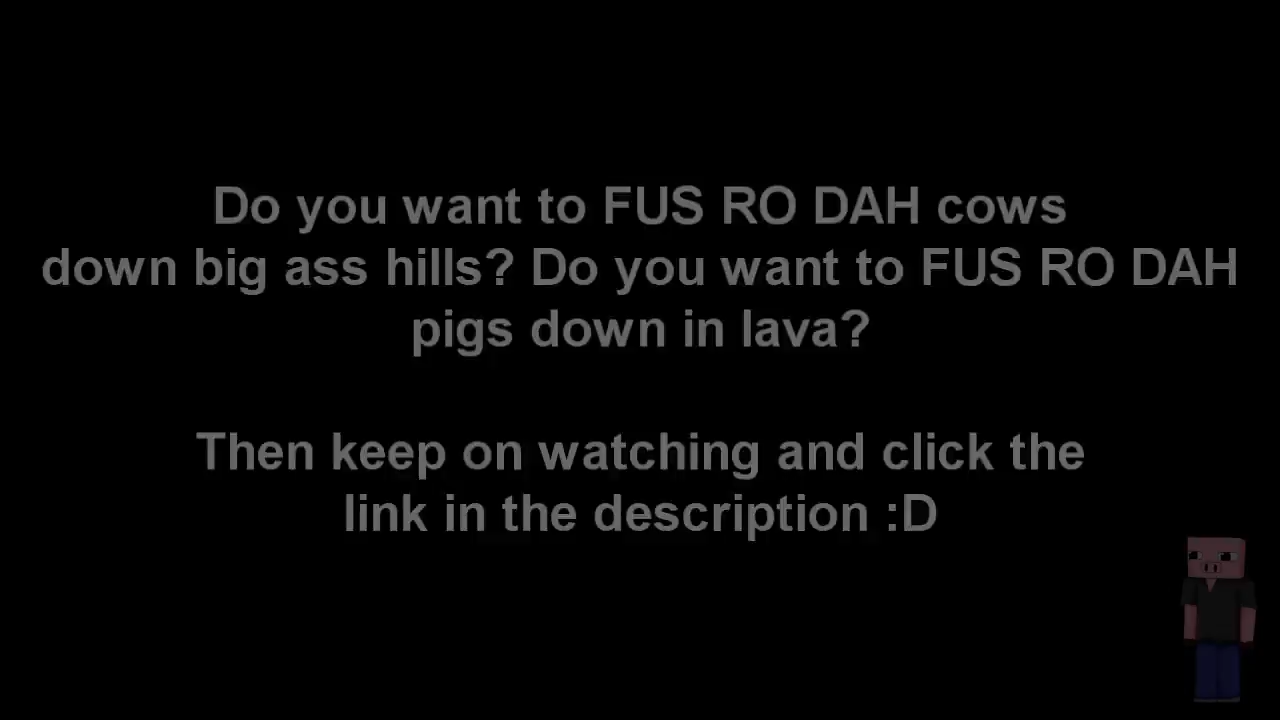 Do you want to FUS RO DAH cows
down big ass hills? Do you want to FUS RO DAH
pigs down in lava?
Then keep on watching and click the
link in the description :D